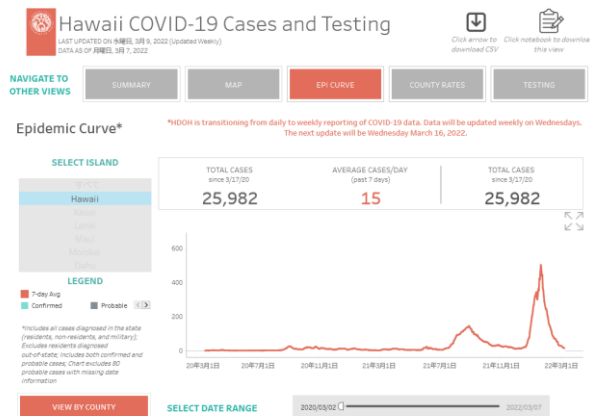 Hawaii COVID-19 Cases and Testing
LAST UPDATED ON 水曜日, 3月 9, 2022 (Updated Weekly)
DATA AS OF 月曜日, 3月 7, 2022
Click arrow to
download CSV
Click notebook to downloa
this view
NAVIGATE TO
OTHER VIEWS
SUMMARY
MAP
EPI CURVE
COUNTY RATES
TESTING
Epidemic Curve*
*HDOH is transitioning from daily to weekly reporting of COVID-19 data. Data will be updated weekly on Wednesdays.
The next update will be Wednesday March 16, 2022.
SELECT ISLAND
Hawaii
Kauai
Lanai
Maui
Molokai
Oahu
LEGEND
7-day Avg
Confirmed
Probable
*Includes all cases diagnosed in the state
(residents, non-residents, and military);
Excludes residents diagnosed
out-of-state; Includes both confirmed and
probable cases; Chart excludes 80
probable cases with missing date
information
VIEW BY COUNTY
TOTAL CASES
since 3/17/20
25,982
AVERAGE CASES/DAY
(past 7 days)
15
TOTAL CASES
since 3/17/20
25,982
600
400
200
0
20年3月1日
20年7月1日
20年11月1日
21年3月1日
21年7月1日
21年11月1日
22年3月1日
SELECT DATE RANGE
2020/03/02
2022/03/07